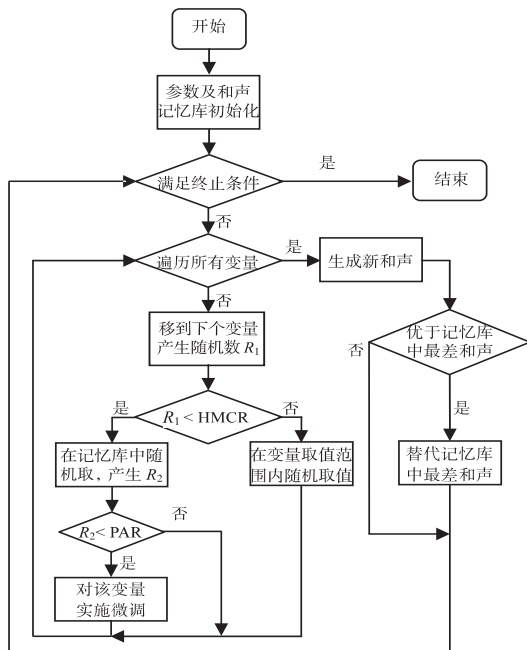 开始
参数及和声
记忆库初始化
满足终止条件
是
结束
否
遍历所有变量
是
生成新和声
否
移到下个变量
产生随机数 R₁
优于记忆库
中最差和声
否
是
R₁ < HMCR
是
否
在记忆库中随
机取，产生 R₂
在变量取值范
围内随机取值
替代记忆库
中最差和声
R₂< PAR
否
是
对该变量
实施微调